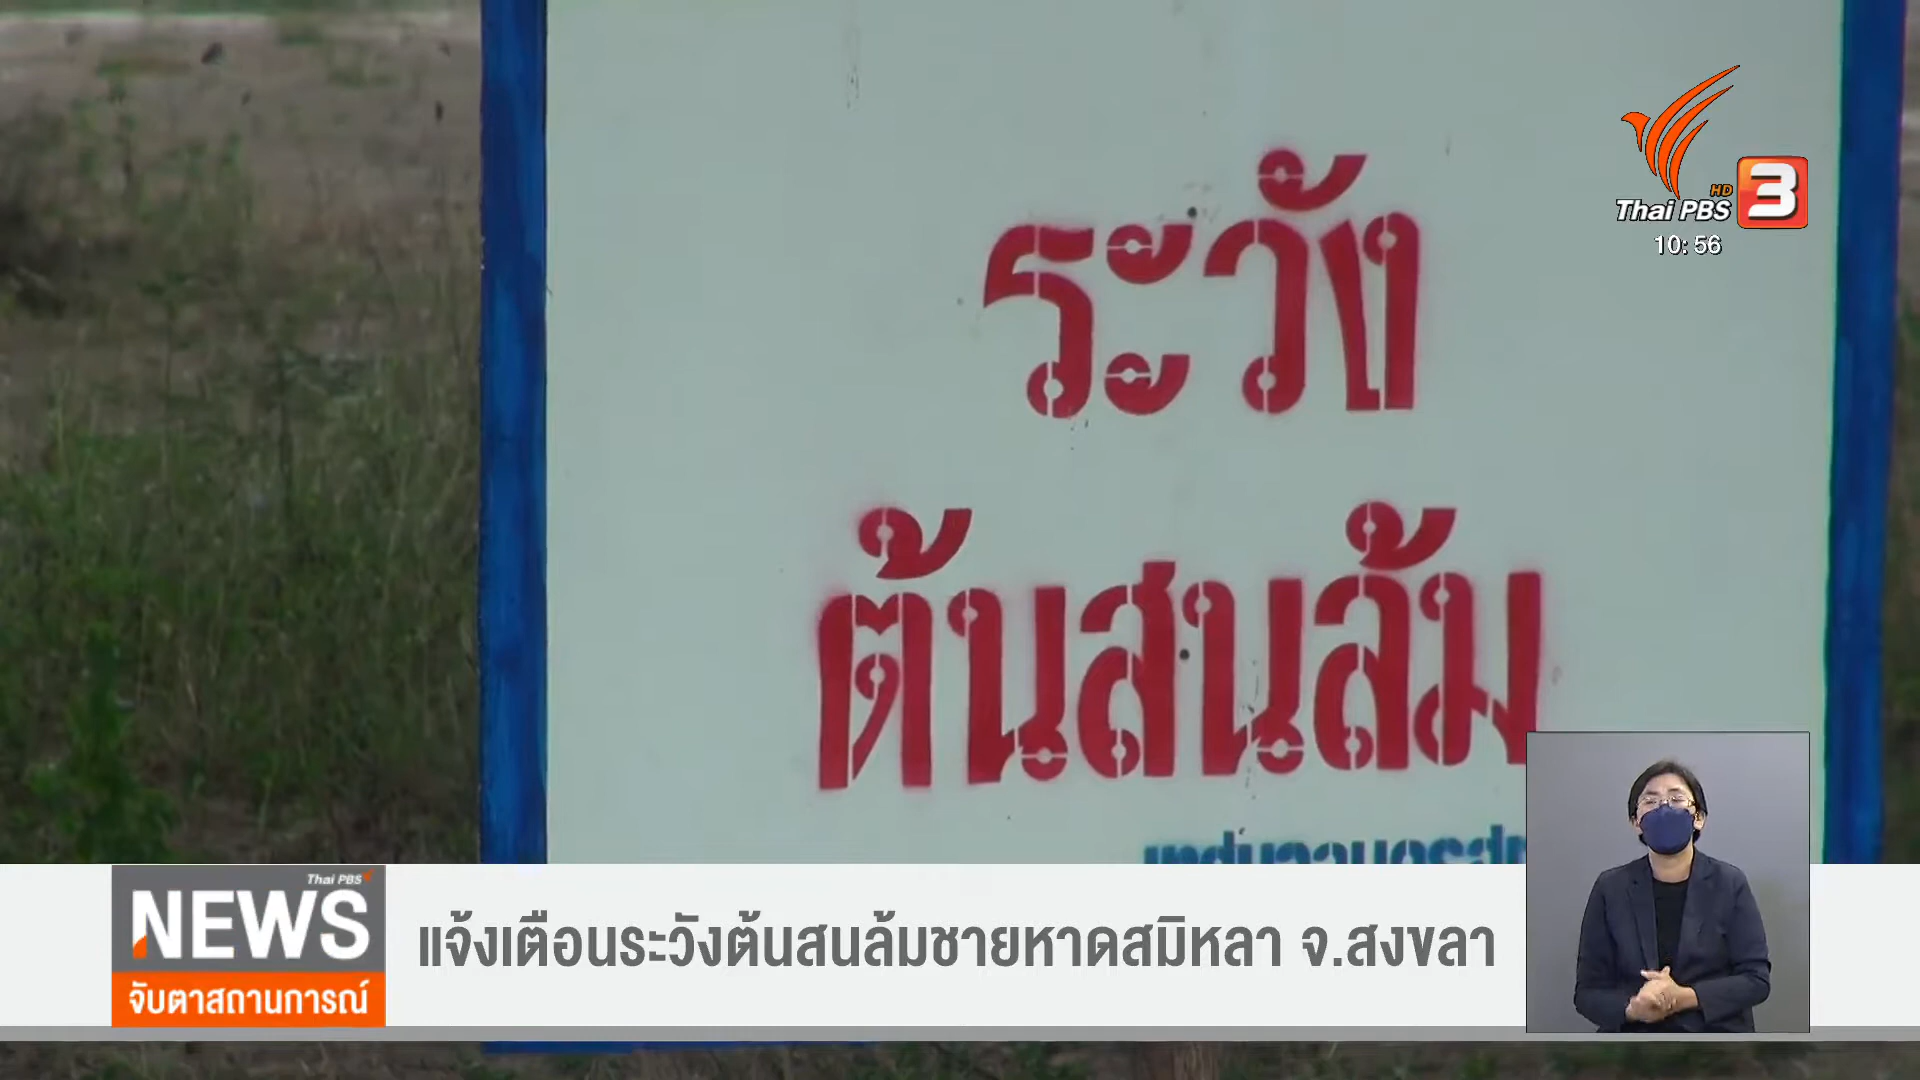 ระวัง
ต้นสนล้ม
Thai PBS HD 3
10:56
Thai PBS
NEWS
จับตาสถานการณ์
แจ้งเตือนระวังต้นสนล้มชายหาดสมิหลา จ.สงขลา